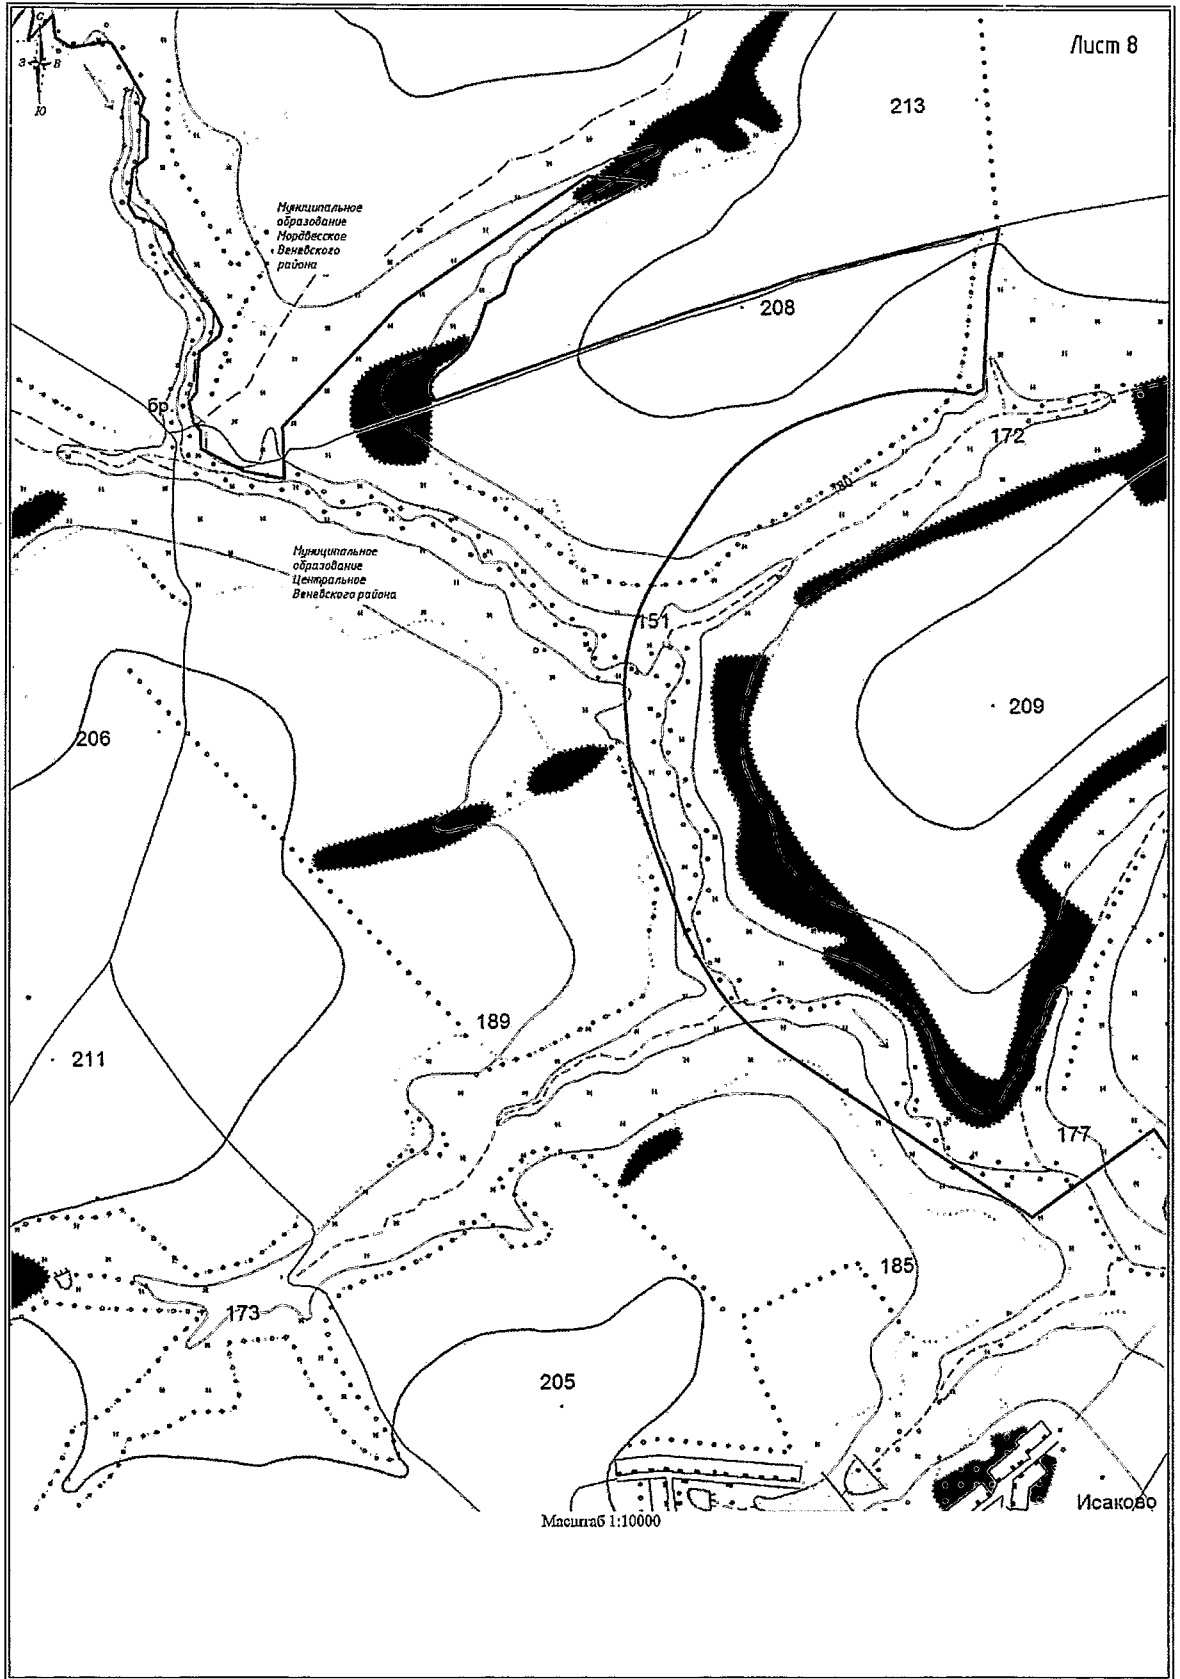 Лист 8
С
З В
Ю
213
Муниципальное
образование
Мордвесское
Веневского
района
208
бр.
172
180
Муниципальное
образование
Центральное
Веневского района
151
209
206
189
211
177
185
173
205
Исаково
Масштаб 1:10000